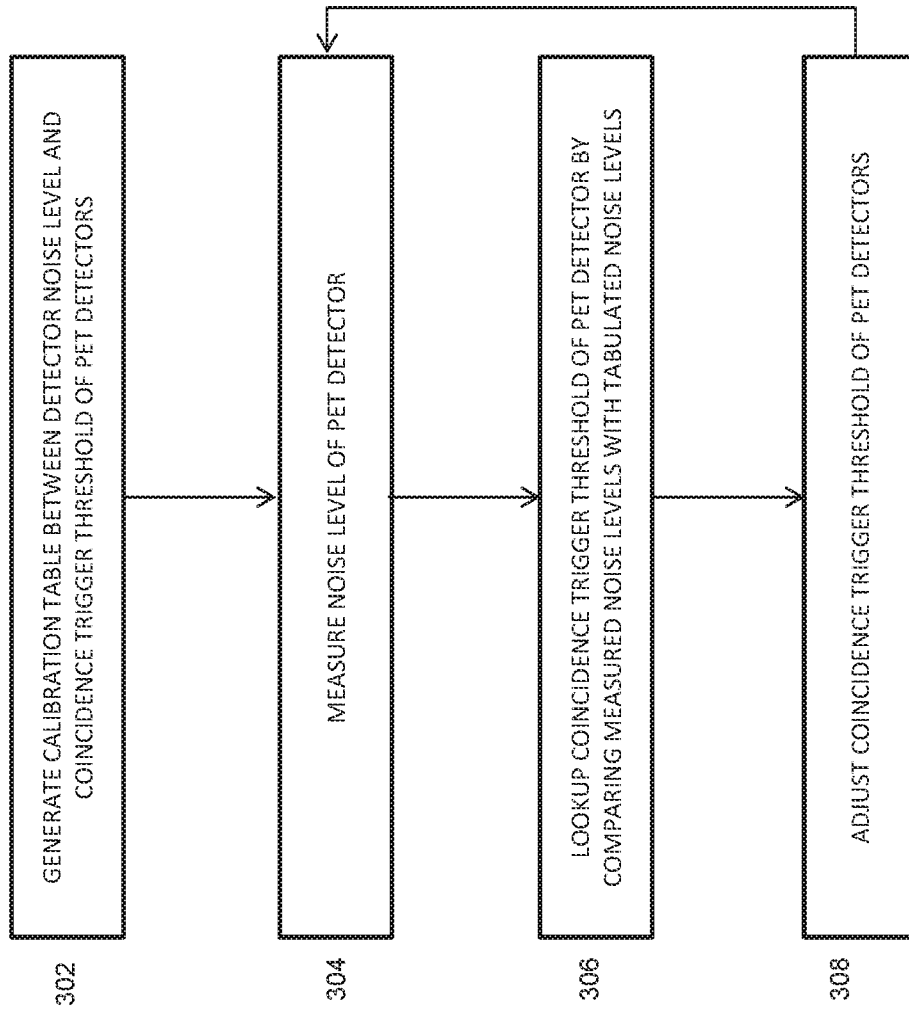 302
GENERATE CALIBRATION TABLE BETWEEN DETECTOR NOISE LEVEL AND
COINCIDENCE TRIGGER THRESHOLD OF PET DETECTORS
304
MEASURE NOISE LEVEL OF PET DETECTOR
306
LOOKUP COINCIDENCE TRIGGER THRESHOLD OF PET DETECTOR BY
COMPARING MEASURED NOISE LEVELS WITH TABULATED NOISE LEVELS
308
ADJUST COINCIDENCE TRIGGER THRESHOLD OF PET DETECTORS